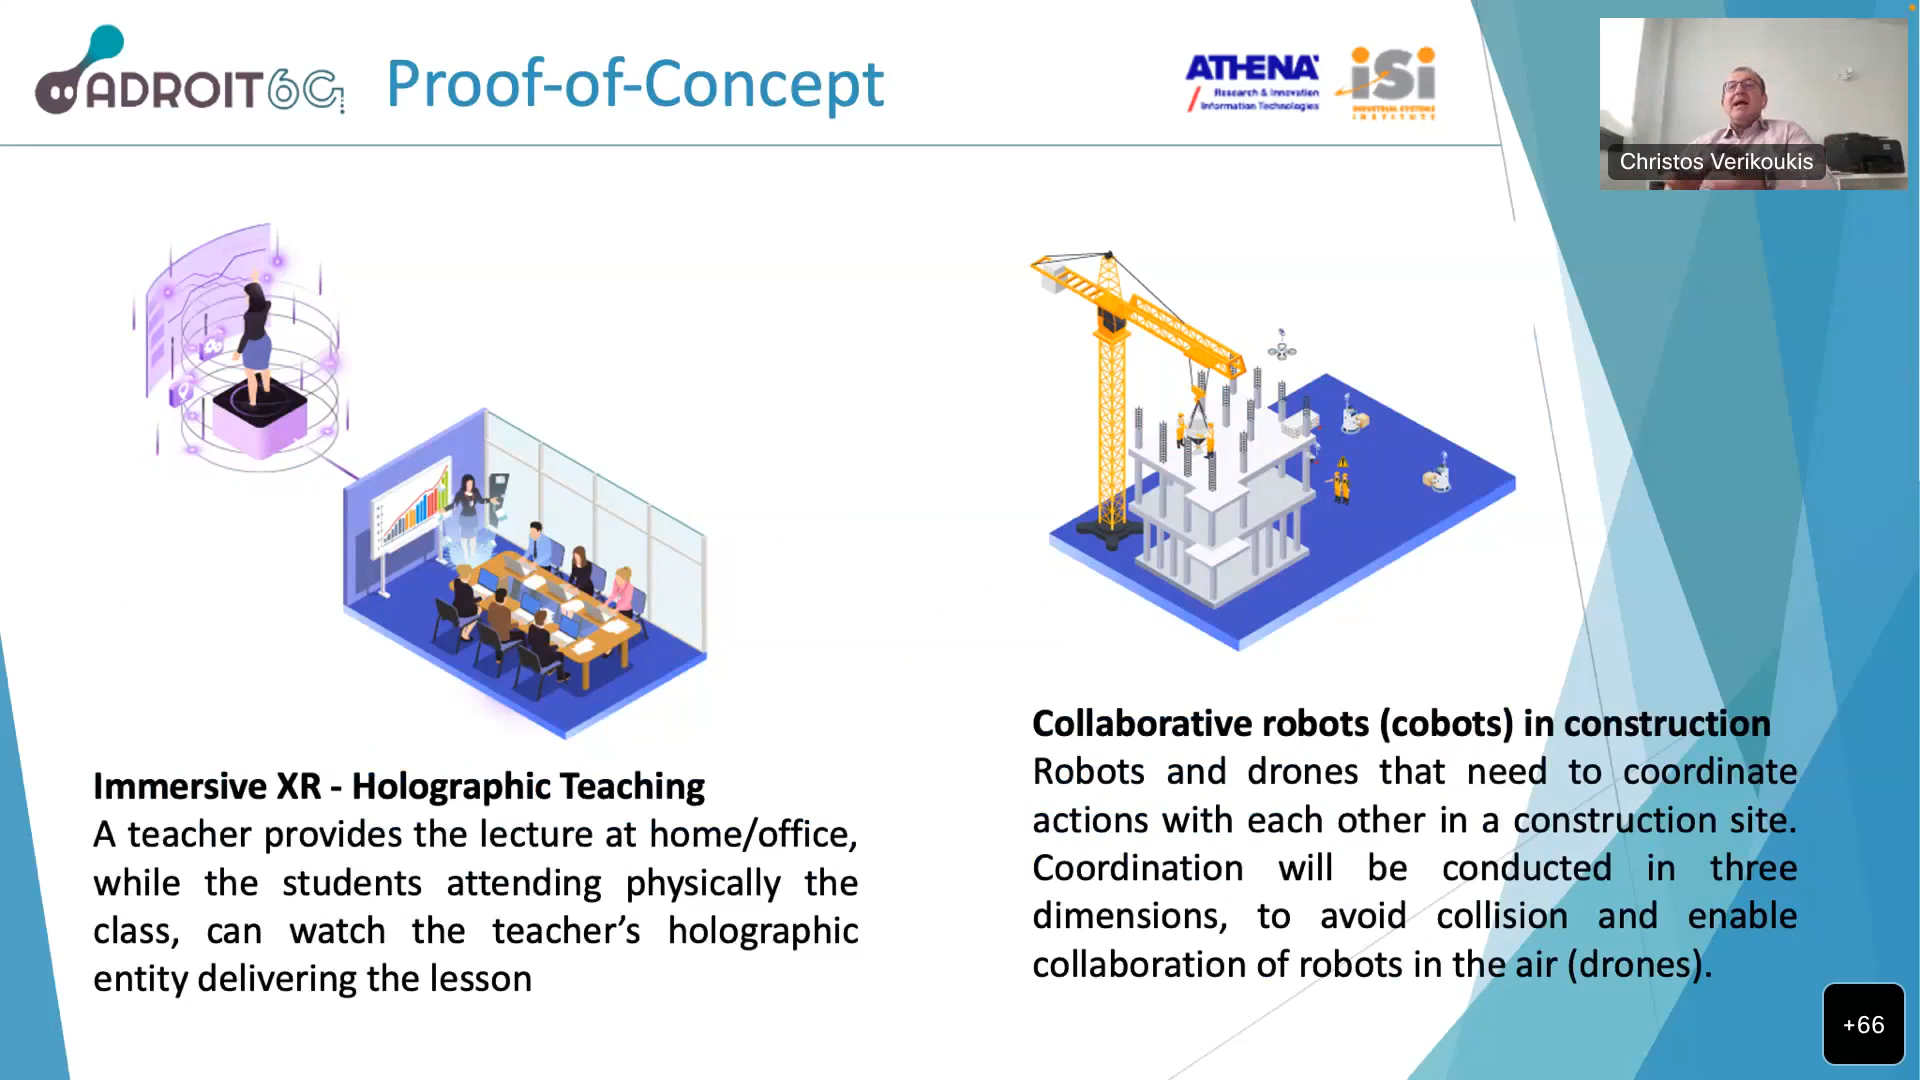 ADROIT6G
Proof-of-Concept
ATHENA
Research & Innovation
Information Technologies
iSi
INDUSTRIAL SYSTEMS
INSTITUTE
Christos Verikoukis
Immersive XR - Holographic Teaching
A teacher provides the lecture at home/office,
while the students attending physically the
class, can watch the teacher’s holographic
entity delivering the lesson
Collaborative robots (cobots) in construction
Robots and drones that need to coordinate
actions with each other in a construction site.
Coordination will be conducted in three
dimensions, to avoid collision and enable
collaboration of robots in the air (drones).
+66